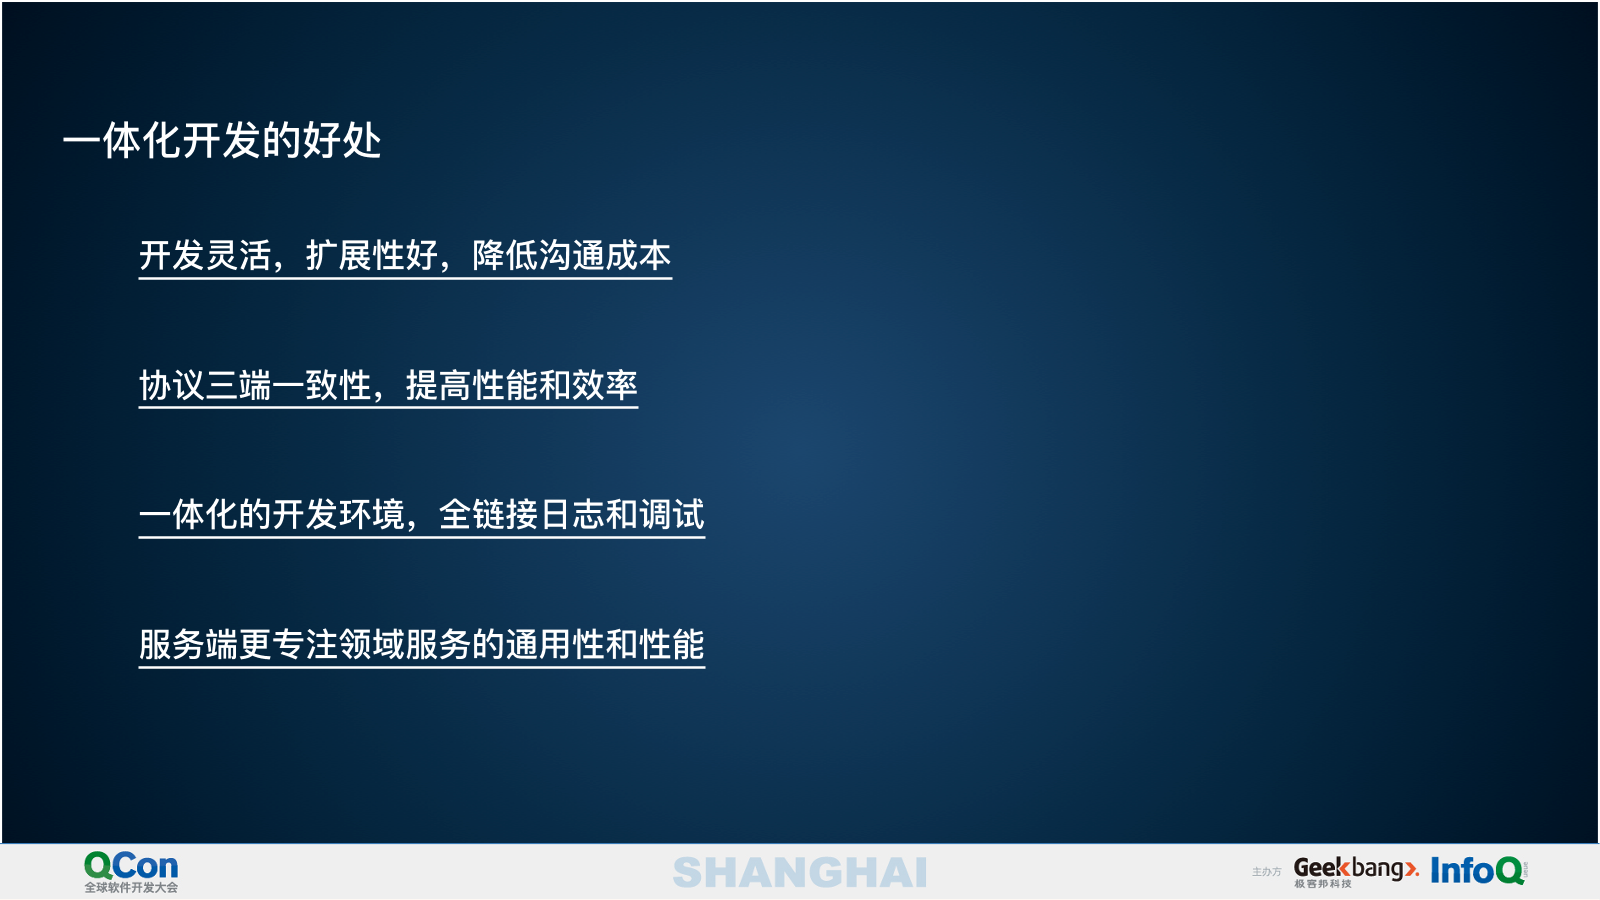 一体化开发的好处
开发灵活，扩展性好，降低沟通成本
协议三端一致性，提高性能和效率
一体化的开发环境，全链接日志和调试
服务端更专注领域服务的通用性和性能
QCon
全球软件开发大会
SHANGHAI
主办方
Geekbang>.
极客邦科技
InfoQ